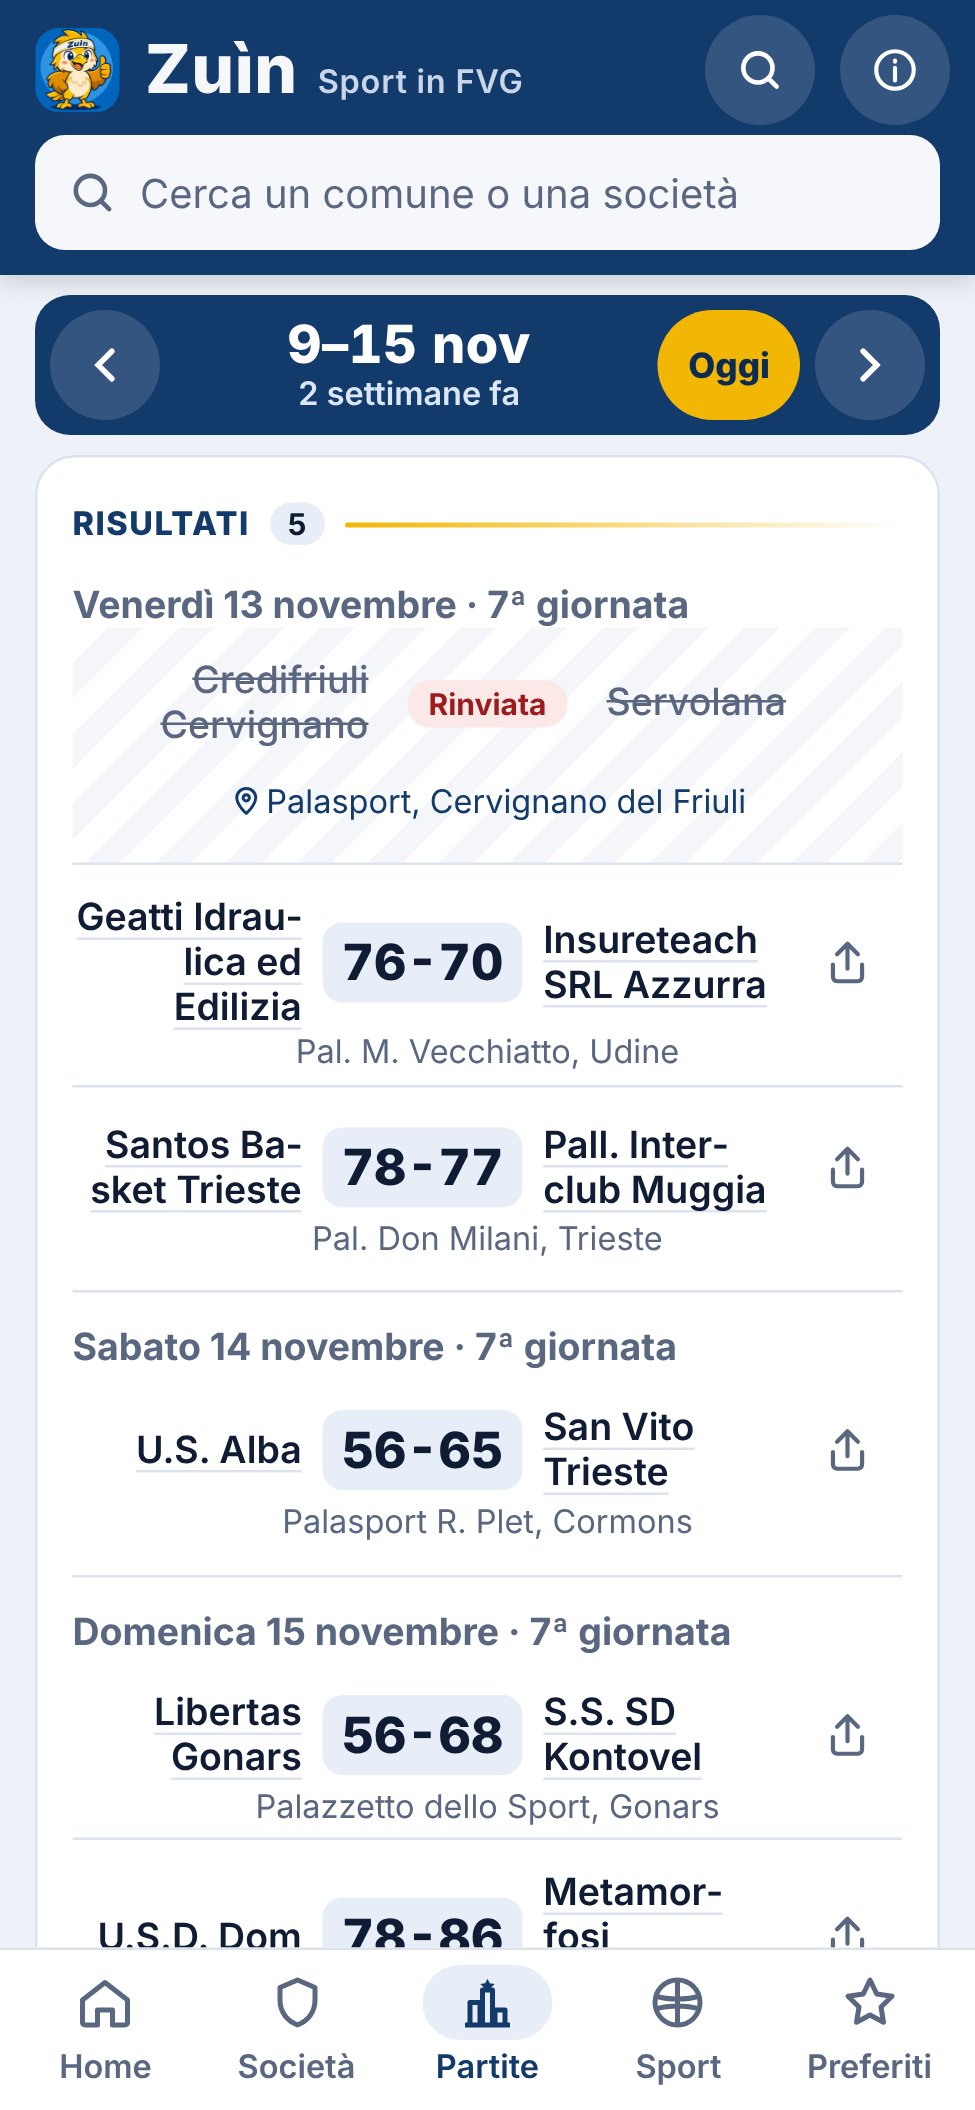 Zuìn
Zuìn Sport in FVG
Cerca un comune o una società
9–15 nov
2 settimane fa
Oggi
RISULTATI 5
Venerdì 13 novembre · 7ª giornata
Credifriuli
Cervignano
Rinviata
Servolana
Palasport, Cervignano del Friuli
Geatti Idrau-
lica ed
Edilizia
76-70
Insureteach
SRL Azzurra
Pal. M. Vecchiatto, Udine
Santos Ba-
sket Trieste
78-77
Pall. Inter-
club Muggia
Pal. Don Milani, Trieste
Sabato 14 novembre · 7ª giornata
U.S. Alba
56-65
San Vito
Trieste
Palasport R. Plet, Cormons
Domenica 15 novembre · 7ª giornata
Libertas
Gonars
56-68
S.S. SD
Kontovel
Palazzetto dello Sport, Gonars
U.S.D. Dom
78-86
Metamor-
fosi
Home
Società
Partite
Sport
Preferiti